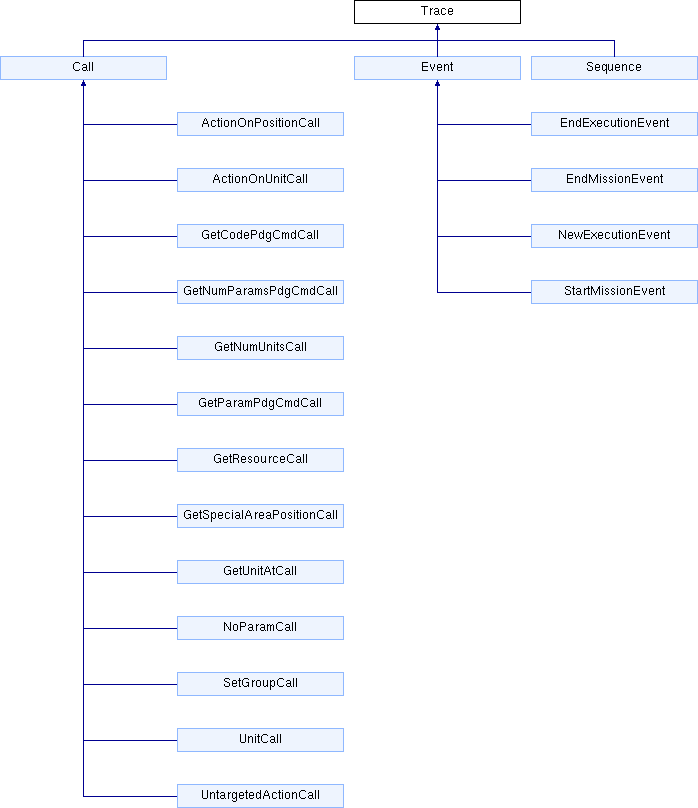 Trace
Call
Event
Sequence
ActionOnPositionCall
EndExecutionEvent
ActionOnUnitCall
EndMissionEvent
GetCodePdgCmdCall
NewExecutionEvent
GetNumParamsPdgCmdCall
StartMissionEvent
GetNumUnitsCall
GetParamPdgCmdCall
GetResourceCall
GetSpecialAreaPositionCall
GetUnitAtCall
NoParamCall
SetGroupCall
UnitCall
UntargetedActionCall